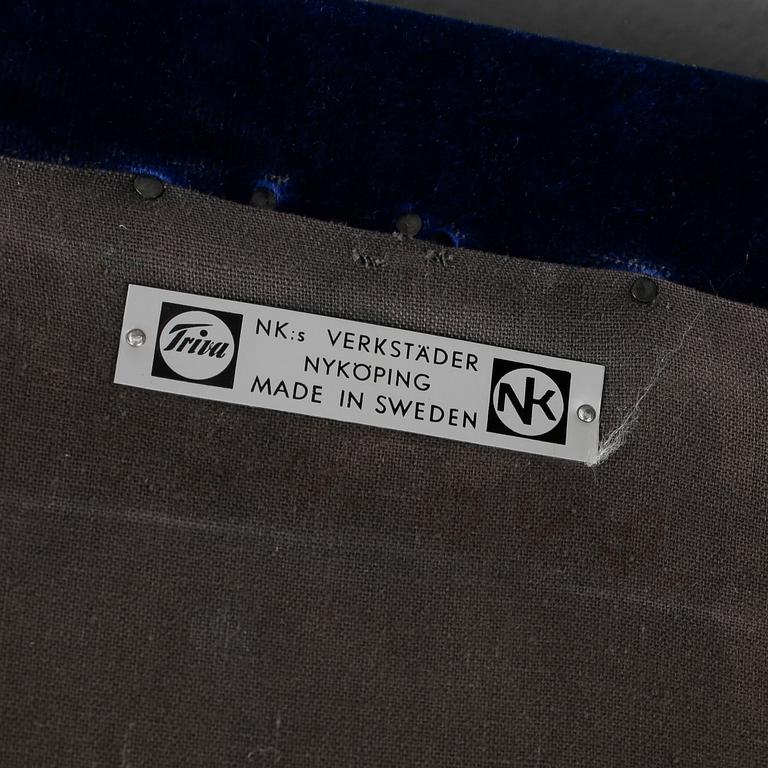 Triva
NK:s VERKSTÄDER
NYKÖPING
MADE IN SWEDEN
NK